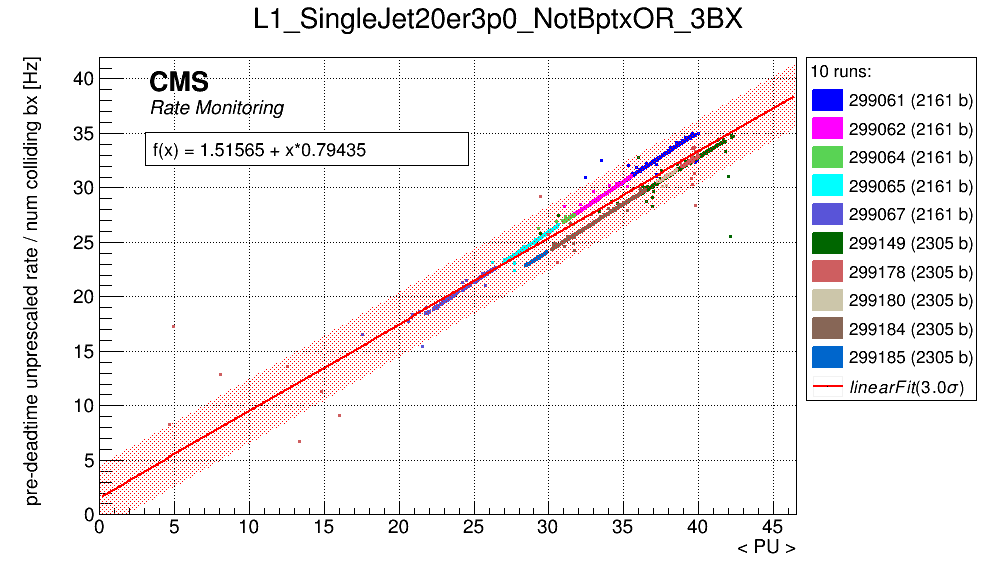 L1_SingleJet20er3p0_NotBptxOR_3BX
pre-deadtime unprescaled rate / num colliding bx [Hz]
CMS
Rate Monitoring
f(x) = 1.51565 + x*0.79435
40
35
30
25
20
15
10
5
0
0 5 10 15 20 25 30 35 40 45
< PU >
10 runs:
299061 (2161 b)
299062 (2161 b)
299064 (2161 b)
299065 (2161 b)
299067 (2161 b)
299149 (2305 b)
299178 (2305 b)
299180 (2305 b)
299184 (2305 b)
299185 (2305 b)
linearFit(3.0σ)